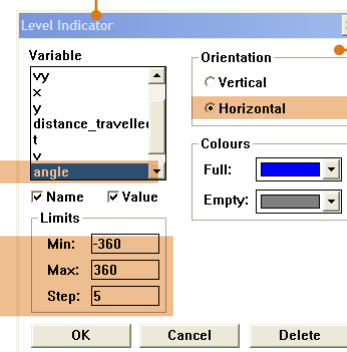 Level Indicator
Variable
vy
x
y
distance_travelled
t
v
angle
Name Value
Limits
Min: -360
Max: 360
Step: 5
Orientation
Vertical
Horizontal
Colours
Full:
Empty:
OK Cancel Delete